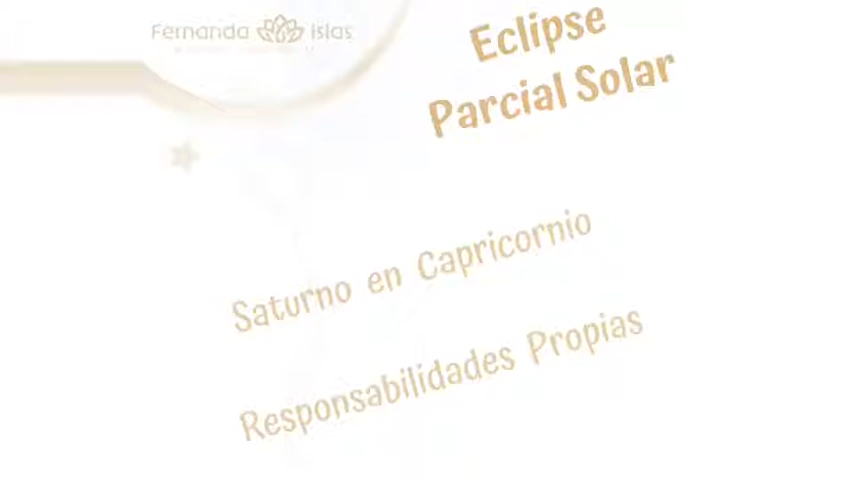 Fernanda Islas
Eclipse
Parcial Solar
Saturno en Capricornio
Responsabilidades Propias